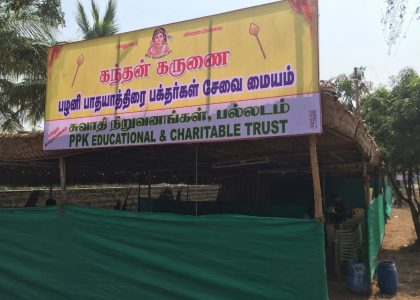 கந்தன் கருணை
பழனி பாதயாத்திரை பக்தர்கள் சேவை மையம்
சுவாதி நிறுவனங்கள், பல்லடம்
PPK EDUCATIONAL & CHARITABLE TRUST